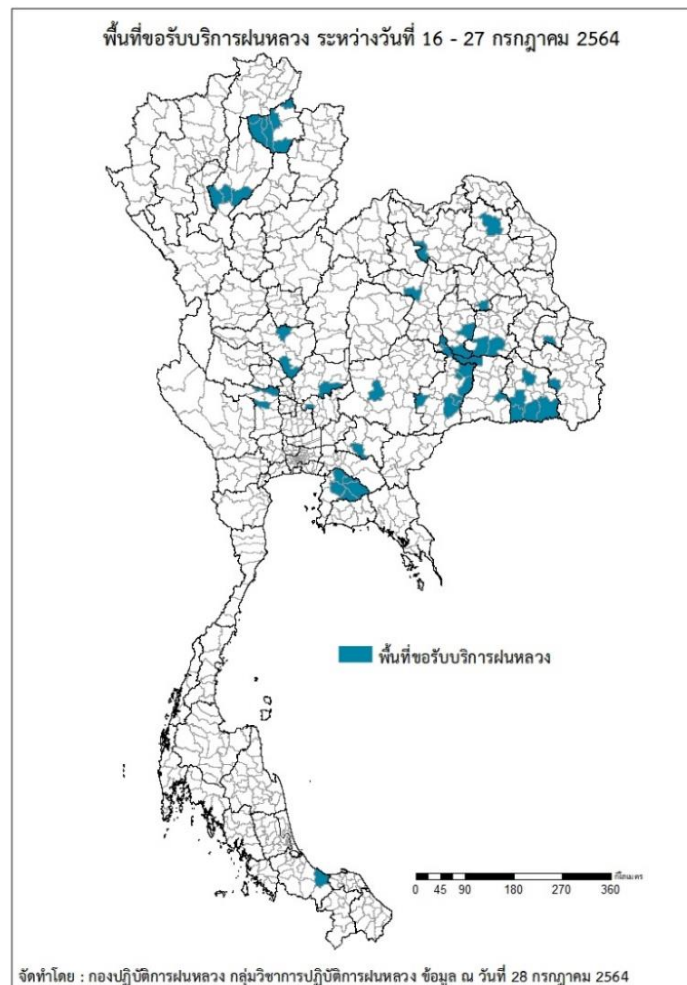 พื้นที่ขอรับบริการฝนหลวง ระหว่างวันที่ 16 - 27 กรกฎาคม 2564
พื้นที่ขอรับบริการฝนหลวง
กิโลเมตร
0 45 90 180 270 360
จัดทำโดย : กองปฏิบัติการฝนหลวง กลุ่มวิชาการปฏิบัติการฝนหลวง ข้อมูล ณ วันที่ 28 กรกฎาคม 2564